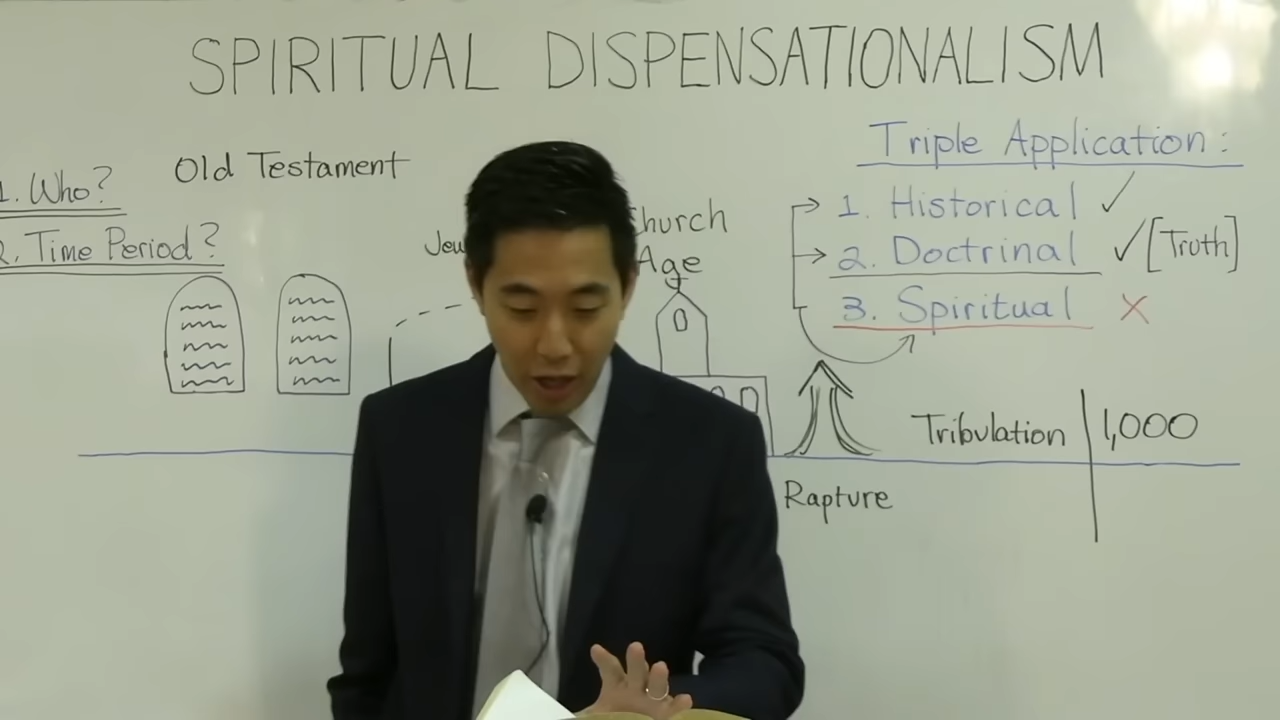 SPIRITUAL DISPENSATIONALISM
1. Who?
2. Time Period?
Old Testament
Church
Age
Triple Application:
1. Historical ✓
2. Doctrinal ✓ [Truth]
3. Spiritual X
Tribulation
1,000
Rapture